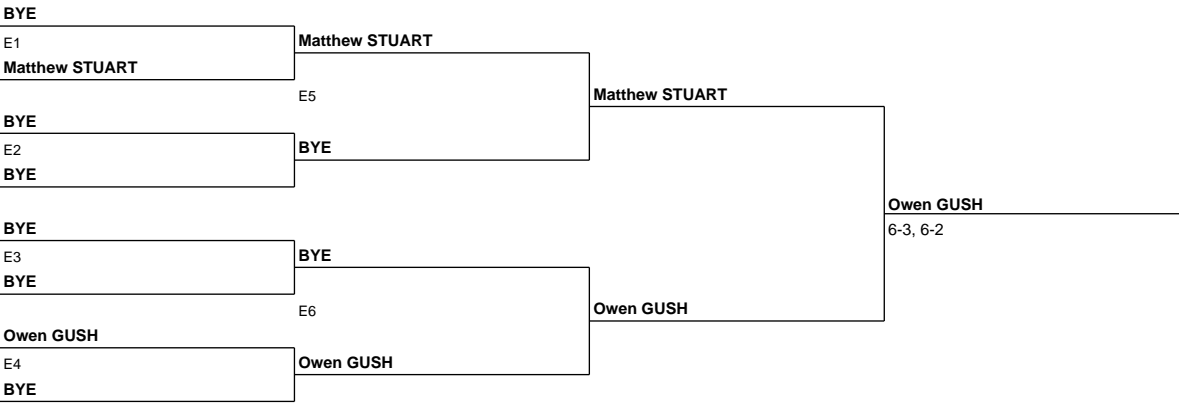 BYE
E1
Matthew STUART
Matthew STUART
E5
Matthew STUART
BYE
E2
BYE
BYE
Owen GUSH
6-3, 6-2
BYE
E3
BYE
BYE
E6
Owen GUSH
Owen GUSH
E4
Owen GUSH
BYE